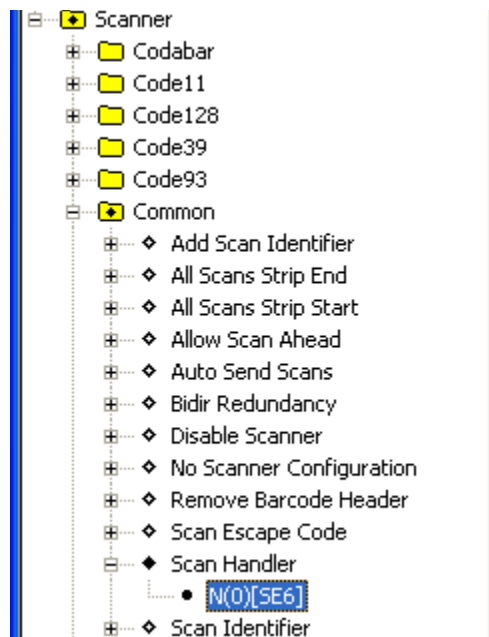 Scanner
Codabar
Code11
Code128
Code39
Code93
Common
Add Scan Identifier
All Scans Strip End
All Scans Strip Start
Allow Scan Ahead
Auto Send Scans
Bidir Redundancy
Disable Scanner
No Scanner Configuration
Remove Barcode Header
Scan Escape Code
Scan Handler
N(0)[SE6]
Scan Identifier